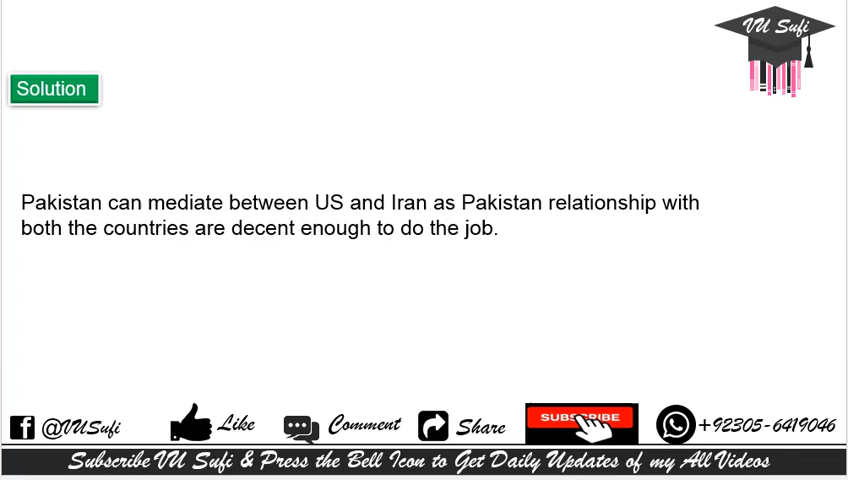 VU Sufi
Solution
Pakistan can mediate between US and Iran as Pakistan relationship with
both the countries are decent enough to do the job.
@VUSufi Like Comment Share SUBSCRIBE +92305-6419046
Subscribe VU Sufi & Press the Bell Icon to Get Daily Updates of my All Videos